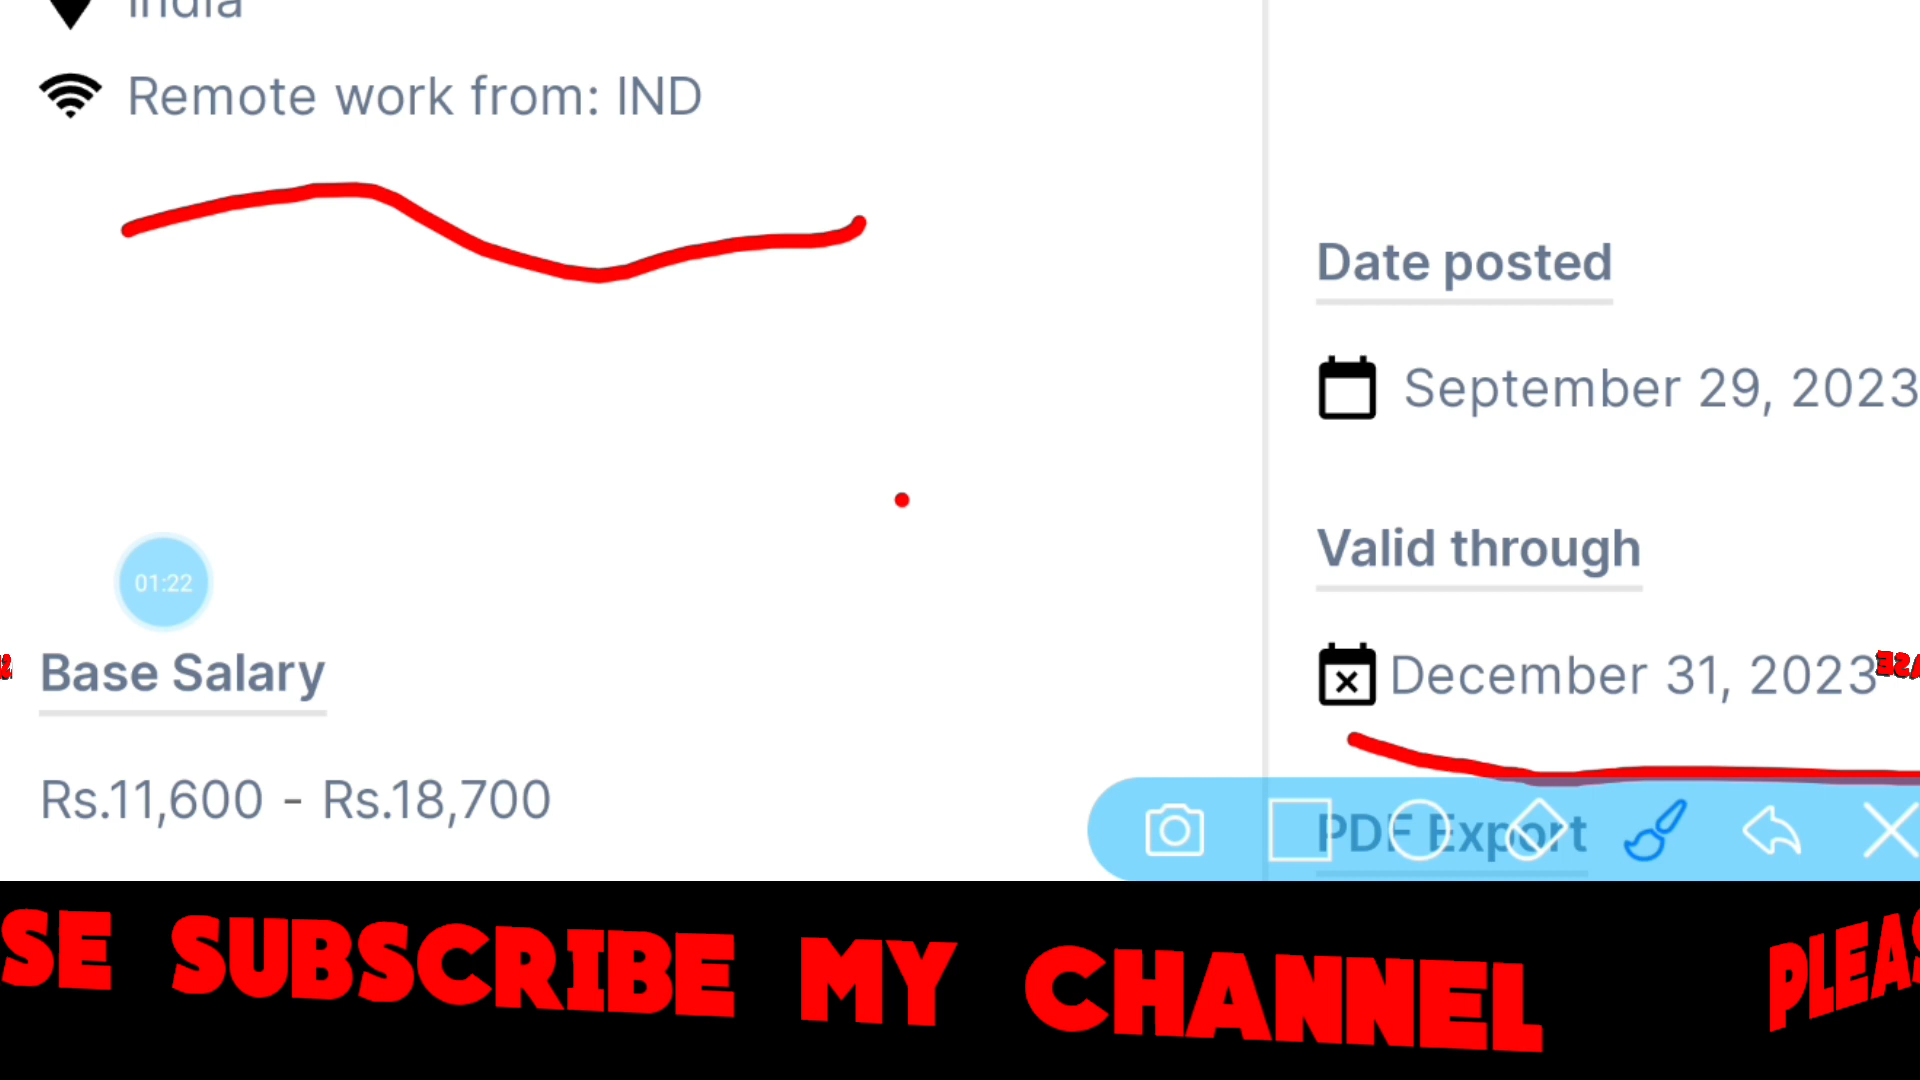 India
Remote work from: IND
Date posted
September 29, 2023
Valid through
01:22
Base Salary
December 31, 2023
Rs.11,600 - Rs.18,700
PDF Export
SE SUBSCRIBE MY CHANNEL PLEAS